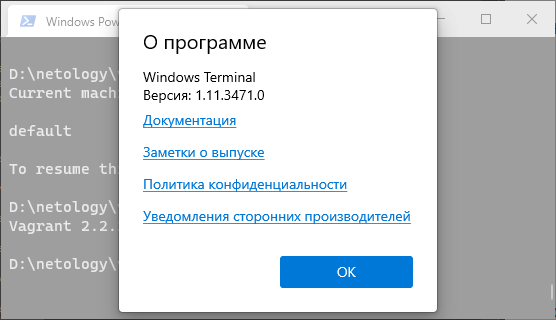 Windows Pow
О программе
Windows Terminal
Версия: 1.11.3471.0
Документация
Заметки о выпуске
Политика конфиденциальности
Уведомления сторонних производителей
OK
D:\netology\
Current mach
default
To resume th
D:\netology\
Vagrant 2.2.
D:\netology\